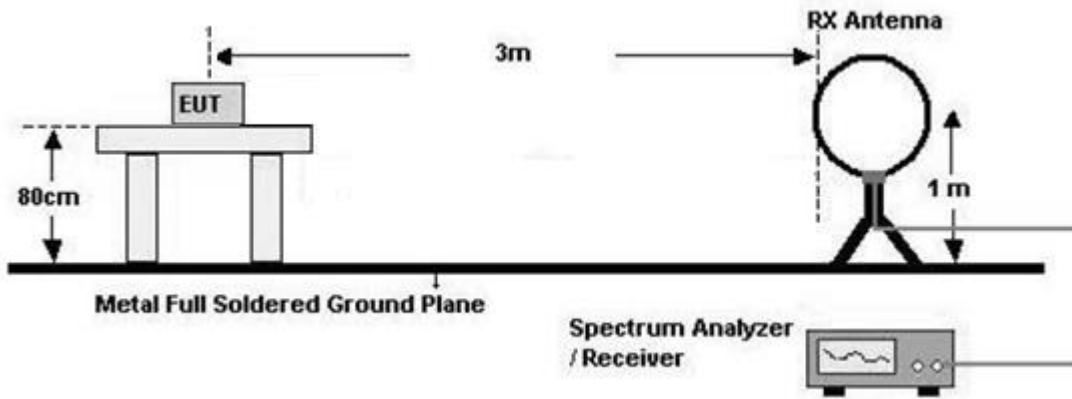 RX Antenna
3m
EUT
80cm
1 m
Metal Full Soldered Ground Plane
Spectrum Analyzer
/ Receiver